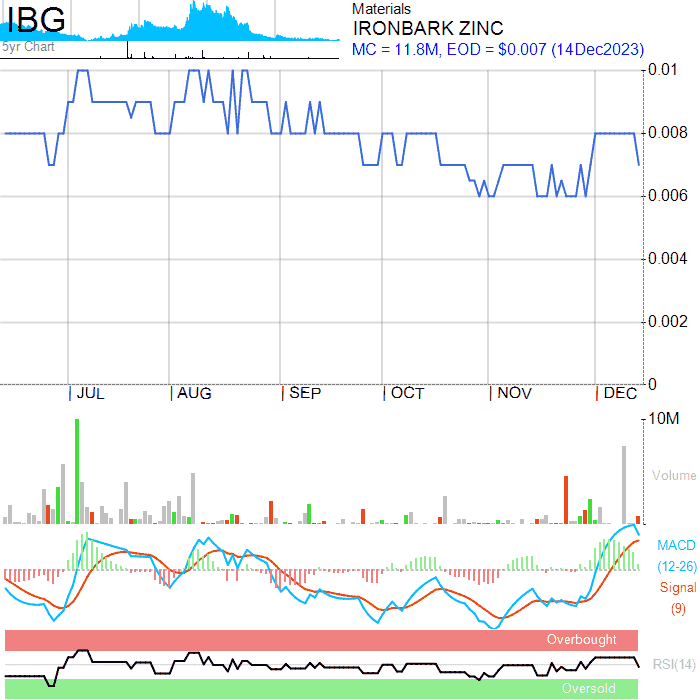 IBG
5yr Chart
Materials
IRONBARK ZINC
MC = 11.8M, EOD = $0.007 (14Dec2023)
0.01
0.008
0.006
0.004
0.002
0
JUL AUG SEP OCT NOV DEC
10M
Volume
MACD
(12-26)
Signal
(9)
Overbought
RSI(14)
Oversold